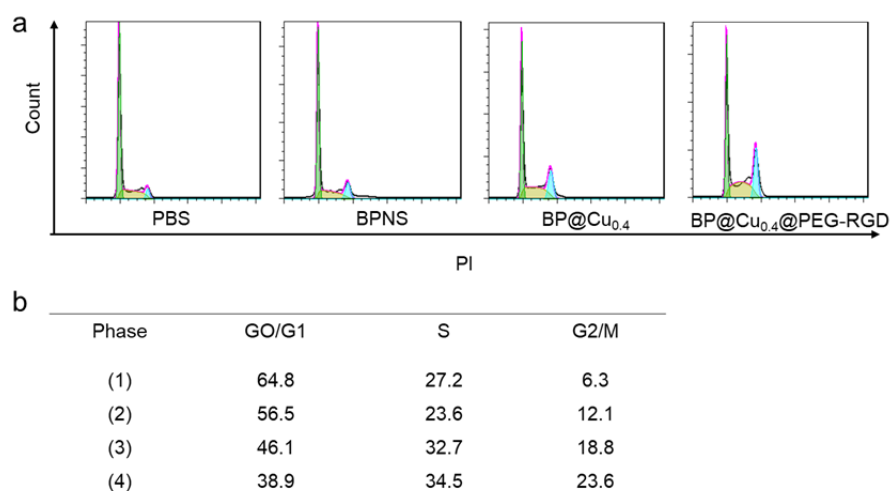 a
Count
PBS
BPNS
BP@Cu0.4
BP@Cu0.4@PEG-RGD
PI
b
Phase GO/G1 S G2/M
(1) 64.8 27.2 6.3
(2) 56.5 23.6 12.1
(3) 46.1 32.7 18.8
(4) 38.9 34.5 23.6